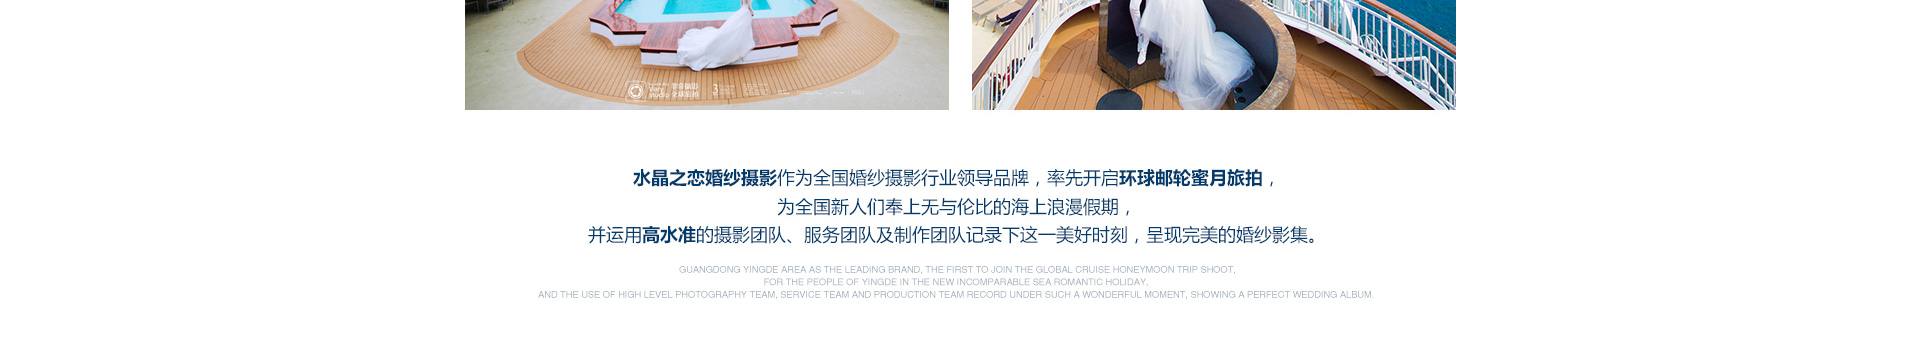 水晶之恋婚纱摄影作为全国婚纱摄影行业领导品牌，率先开启环球邮轮蜜月旅拍，
为全国新人们奉上无与伦比的海上浪漫假期，
并运用高水准的摄影团队、服务团队及制作团队记录下这一美好时刻，呈现完美的婚纱影集。
GUANGDONG YINGDE AREA AS THE LEADING BRAND, THE FIRST TO JOIN THE GLOBAL CRUISE HONEYMOON TRIP SHOOT,
FOR THE PEOPLE OF YINGDE IN THE NEW INCOMPARABLE SEA ROMANTIC HOLIDAY,
AND THE USE OF HIGH LEVEL PHOTOGRAPHY TEAM, SERVICE TEAM AND PRODUCTION TEAM RECORD UNDER SUCH A WONDERFUL MOMENT, SHOWING A PERFECT WEDDING ALBUM.